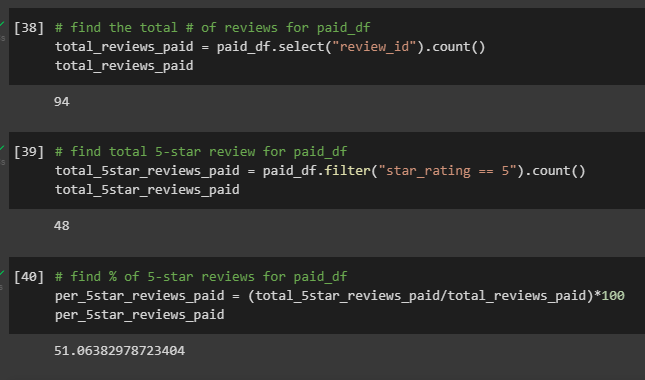 [38] # find the total # of reviews for paid_df
total_reviews_paid = paid_df.select("review_id").count()
total_reviews_paid
94
[39] # find total 5-star review for paid_df
total_5star_reviews_paid = paid_df.filter("star_rating == 5").count()
total_5star_reviews_paid
48
[40] # find % of 5-star reviews for paid_df
per_5star_reviews_paid = (total_5star_reviews_paid/total_reviews_paid)*100
per_5star_reviews_paid
51.06382978723404